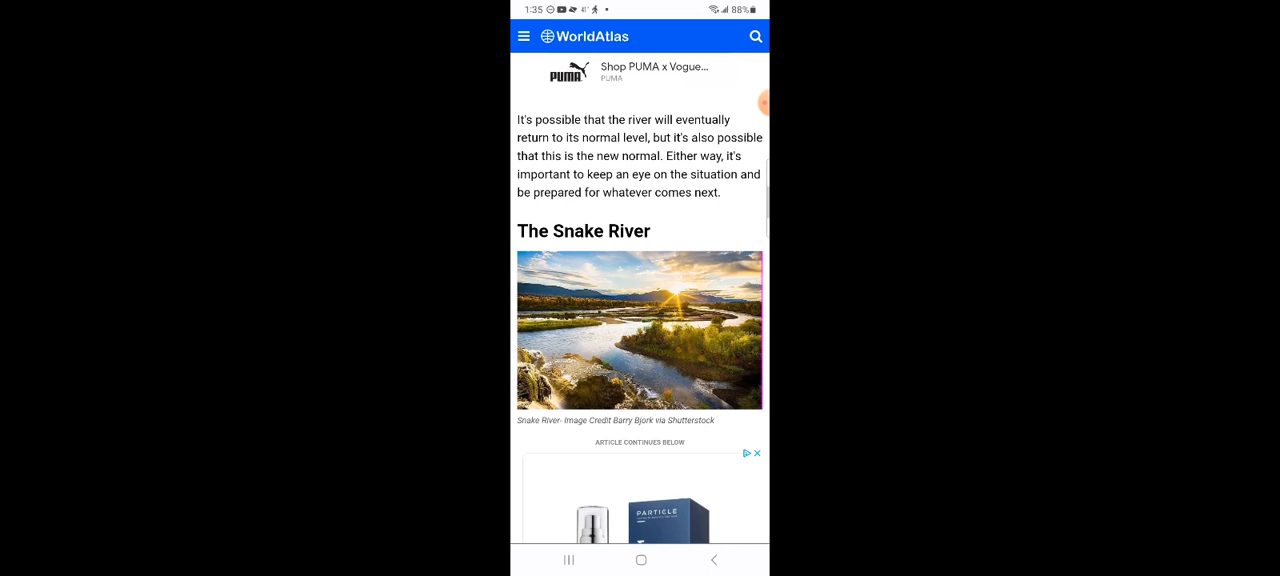 1:35 41° 88%
WorldAtlas
Shop PUMA x Vogue...
PUMA
PUMA
It's possible that the river will eventually
return to its normal level, but it's also possible
that this is the new normal. Either way, it's
important to keep an eye on the situation and
be prepared for whatever comes next.
The Snake River
Snake River- Image Credit Barry Bjork via Shutterstock
ARTICLE CONTINUES BELOW
PARTICLE